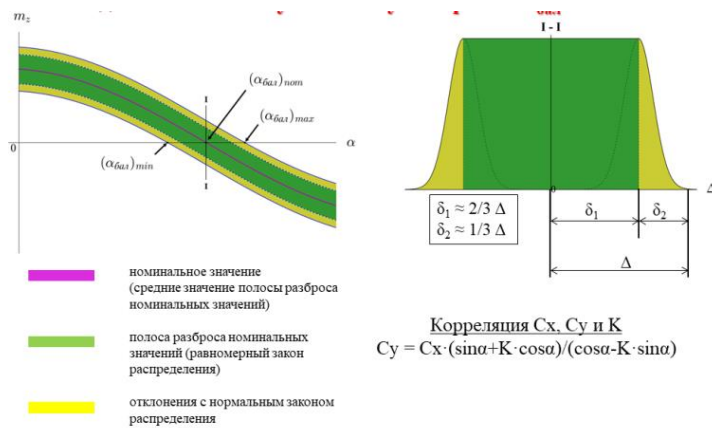 m_z
I - I
(α_бал)_nom
I
(α_бал)_max
0
α
(α_бал)_min
I
0
Δ
δ₁ ≈ 2/3 Δ
δ₂ ≈ 1/3 Δ
δ₁
δ₂
Δ
номинальное значение
(средние значение полосы разброса
номинальных значений)
полоса разброса номинальных
значений (равномерный закон
распределения)
отклонения с нормальным законом
распределения
Корреляция Cx, Cy и K
Cy = Cx·(sinα+K·cosα)/(cosα-K·sinα)